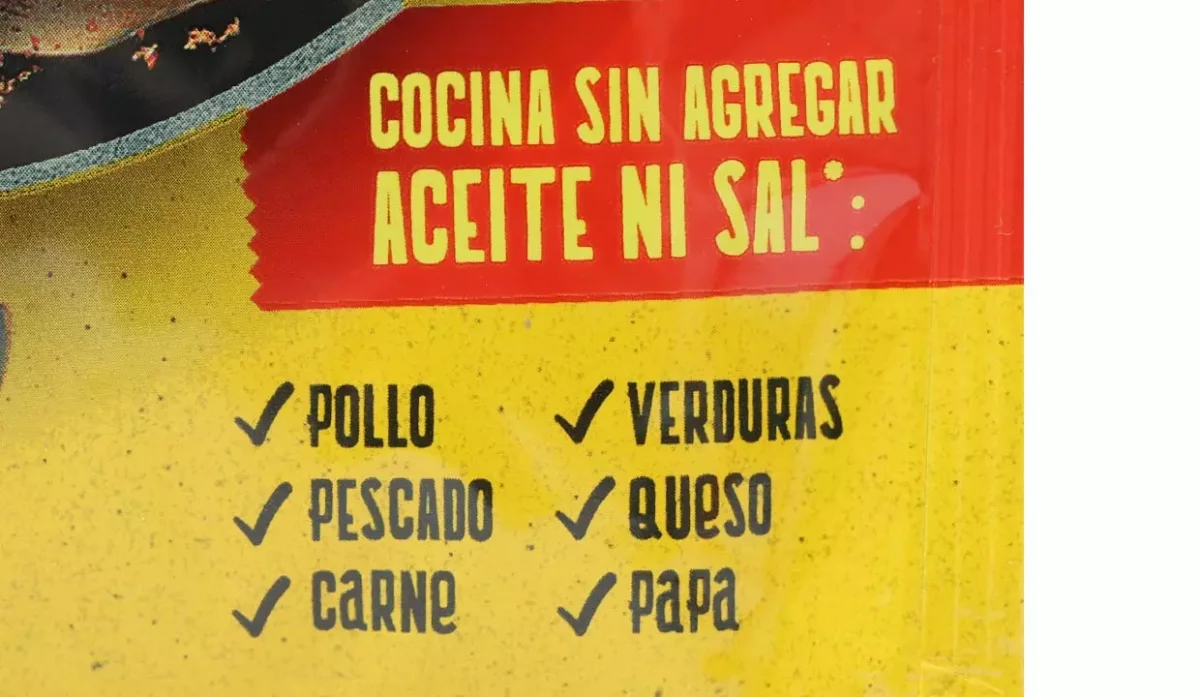 COCINA SIN AGREGAR
ACEITE NI SAL*:
✓ POLLO
✓ PESCADO
✓ CARNE
✓ VERDURAS
✓ QUESO
✓ PAPA